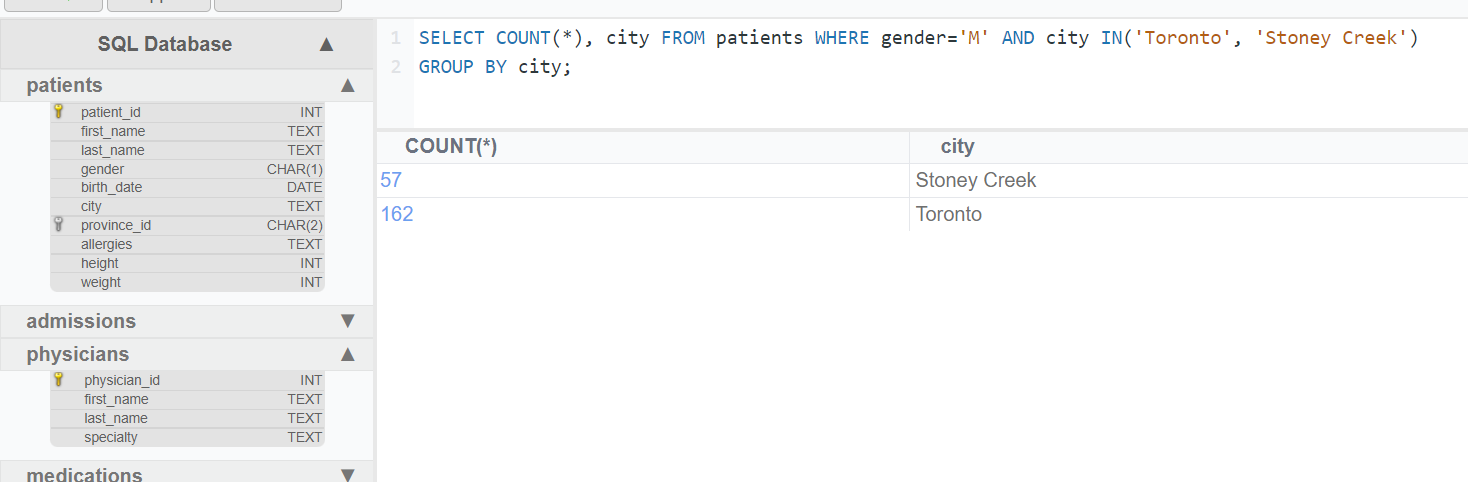 SQL Database ▲
patients ▲
patient_id INT
first_name TEXT
last_name TEXT
gender CHAR(1)
birth_date DATE
city TEXT
province_id CHAR(2)
allergies TEXT
height INT
weight INT
admissions ▼
physicians ▲
physician_id INT
first_name TEXT
last_name TEXT
specialty TEXT
medications ▼
1 SELECT COUNT(*), city FROM patients WHERE gender='M' AND city IN('Toronto', 'Stoney Creek')
2 GROUP BY city;
COUNT(*) city
57 Stoney Creek
162 Toronto